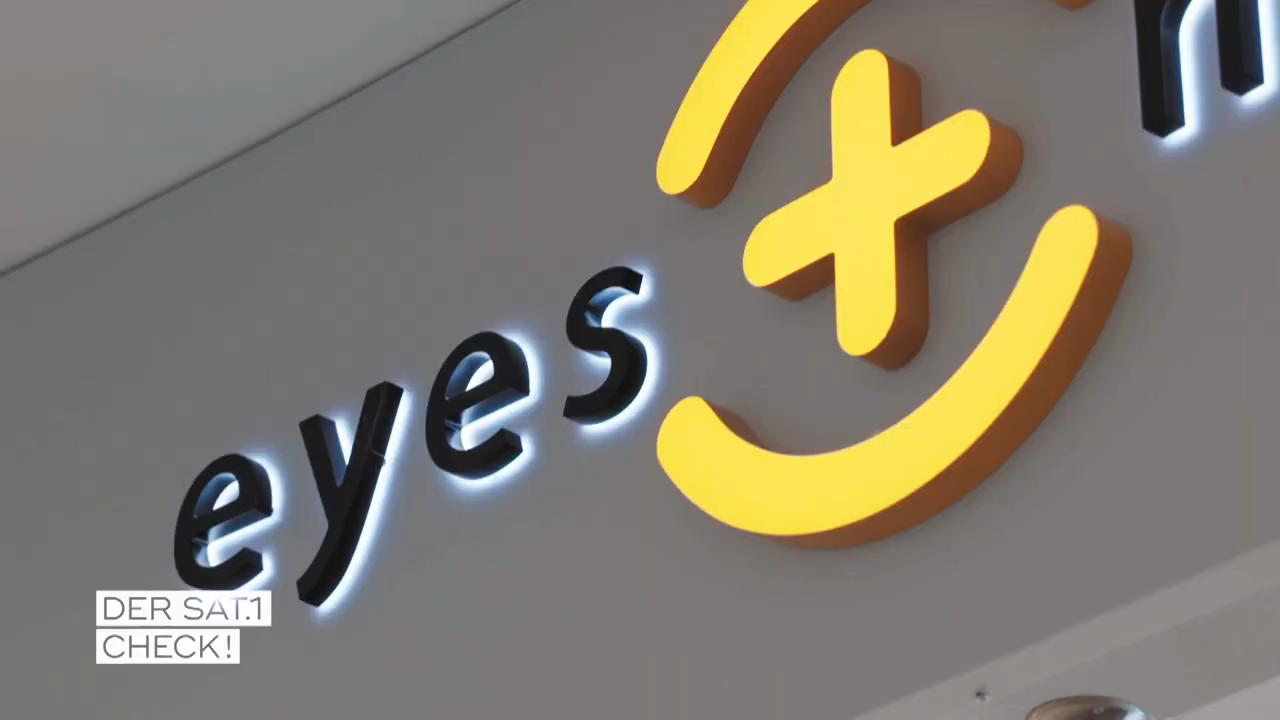 eyes + n
DER SAT.1
CHECK!